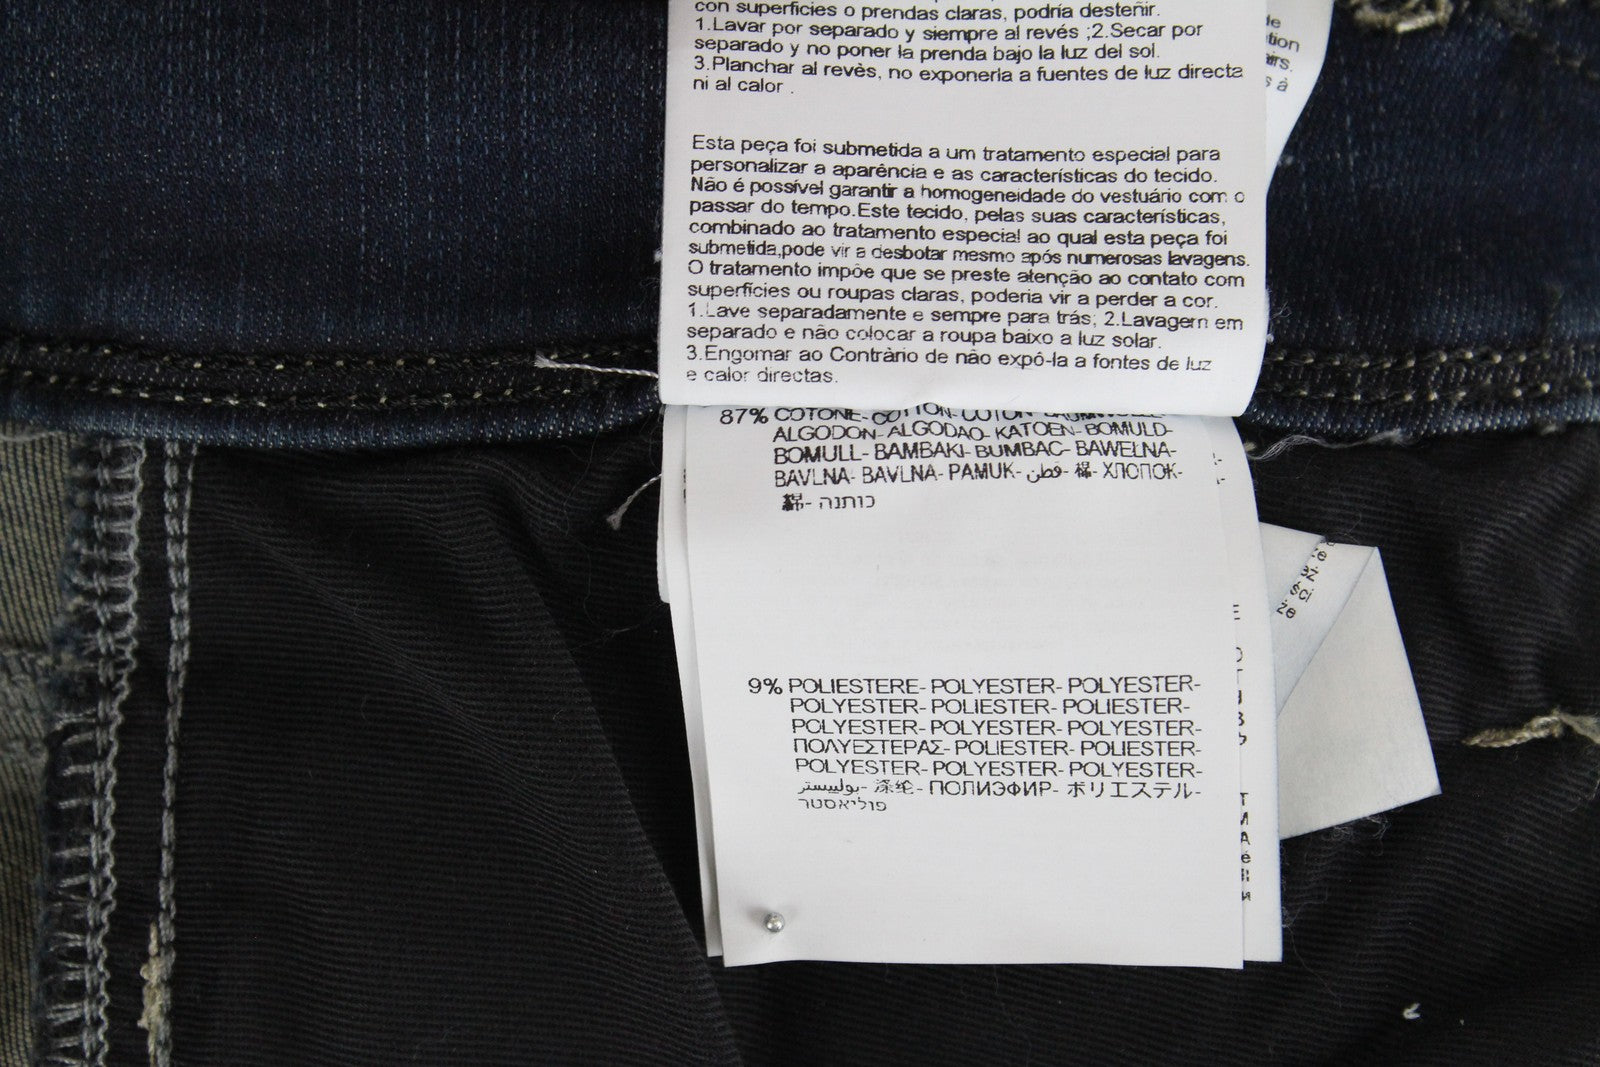 con superficies o prendas claras, podría desteñir.
1.Lavar por separado y siempre al revés ;2.Secar por
separado y no poner la prenda bajo la luz del sol.
3.Planchar al revès, no exponerla a fuentes de luz directa
ni al calor .
Esta peça foi submetida a um tratamento especial para
personalizar a aparência e as características do tecido.
Não é possível garantir a homogeneidade do vestuário com o
passar do tempo.Este tecido, pelas suas características,
combinado ao tratamento especial ao qual esta peça foi
submetida,pode vir a desbotar mesmo após numerosas lavagens.
O tratamento impõe que se preste atenção ao contato com
superfícies ou roupas claras, poderia vir a perder a cor.
1.Lave separadamente e sempre para trás; 2.Lavagem em
separado e não colocar a roupa baixo a luz solar.
3.Engomar ao Contràrio de não expô-la a fontes de luz
e calor directas.
87% COTONE- COTTON- COTON- BAUMWOLLE-
ALGODON- ALGODAO- KATOEN- BOMULD-
BOMULL- BAMBAKI- BUMBAC- BAWEŁNA-
BAVLNA- BAVLNA- PAMUK- قطن- 棉- ХЛОПОК-
綿- כותנה
9% POLIESTERE- POLYESTER- POLYESTER-
POLYESTER- POLIESTER- POLIESTER-
POLYESTER- POLYESTER- POLYESTER-
ΠΟΛΥΕΣΤΕΡΑΣ- POLIESTER- POLIESTER-
POLYESTER- POLYESTER- POLYESTER-
بوليستر- 涤纶- ПОЛИЭФИР- ポリエステル-
פוליאסטר